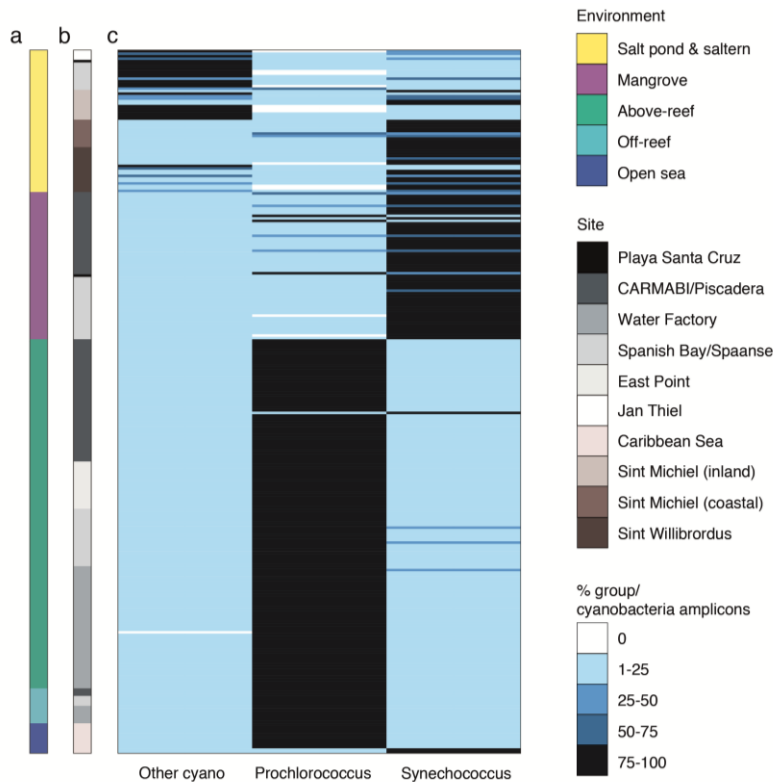 a
b
c
Other cyano
Prochlorococcus
Synechococcus
Environment
Salt pond & saltern
Mangrove
Above-reef
Off-reef
Open sea
Site
Playa Santa Cruz
CARMABI/Piscadera
Water Factory
Spanish Bay/Spaanse
East Point
Jan Thiel
Caribbean Sea
Sint Michiel (inland)
Sint Michiel (coastal)
Sint Willibrordus
% group/
cyanobacteria amplicons
0
1-25
25-50
50-75
75-100